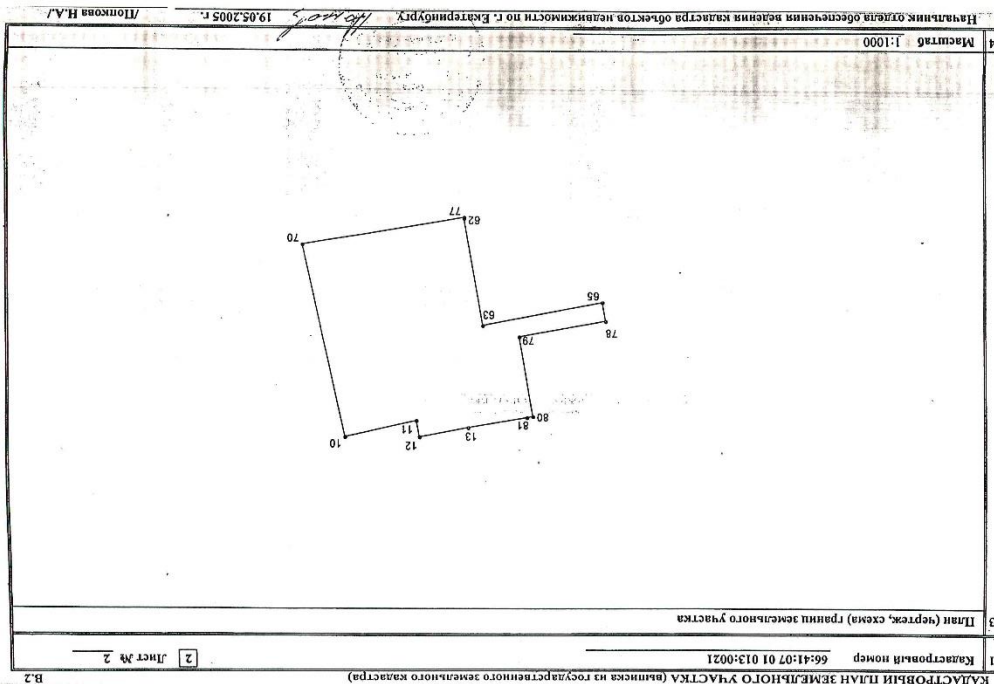 В.2
КАДАСТРОВЫЙ ПЛАН ЗЕМЕЛЬНОГО УЧАСТКА (выписка из государственного земельного кадастра)
1 Кадастровый номер 66:41:07 01 013:0021 2 Лист № 2
3 План (чертеж, схема) границ земельного участка
80 81 13 12 11 10
79
78
65 63
62
77 70
4 Масштаб 1:1000
Начальник отдела обеспечения ведения кадастра объектов недвижимости по г. Екатеринбургу 19.05.2005 г. /Попкова Н.А./